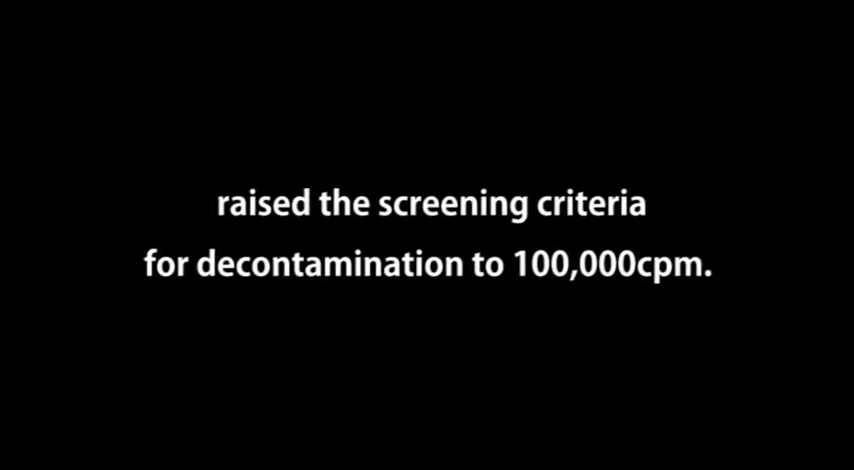 raised the screening criteria
for decontamination to 100,000cpm.